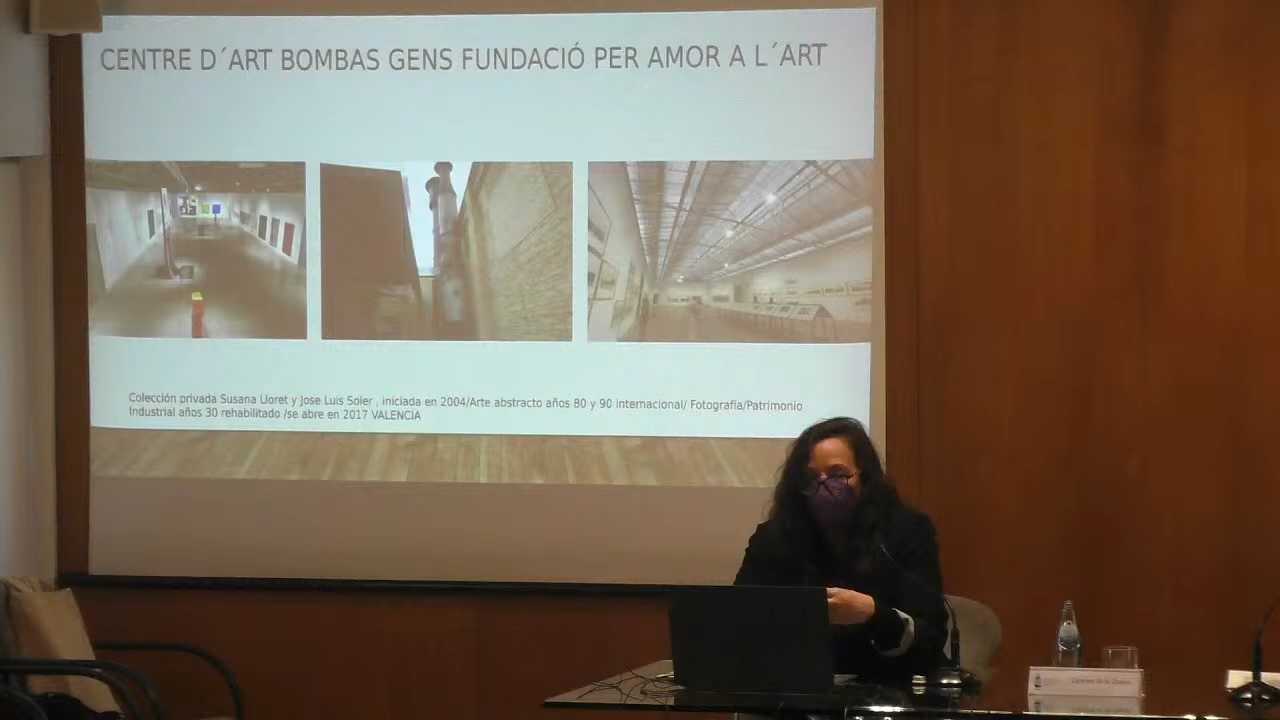 CENTRE D´ART BOMBAS GENS FUNDACIÓ PER AMOR A L´ART
Colección privada Susana Lloret y Jose Luis Soler , iniciada en 2004/Arte abstracto años 80 y 90 internacional/ Fotografía/Patrimonio
Industrial años 30 rehabilitado /se abre en 2017 VALENCIA